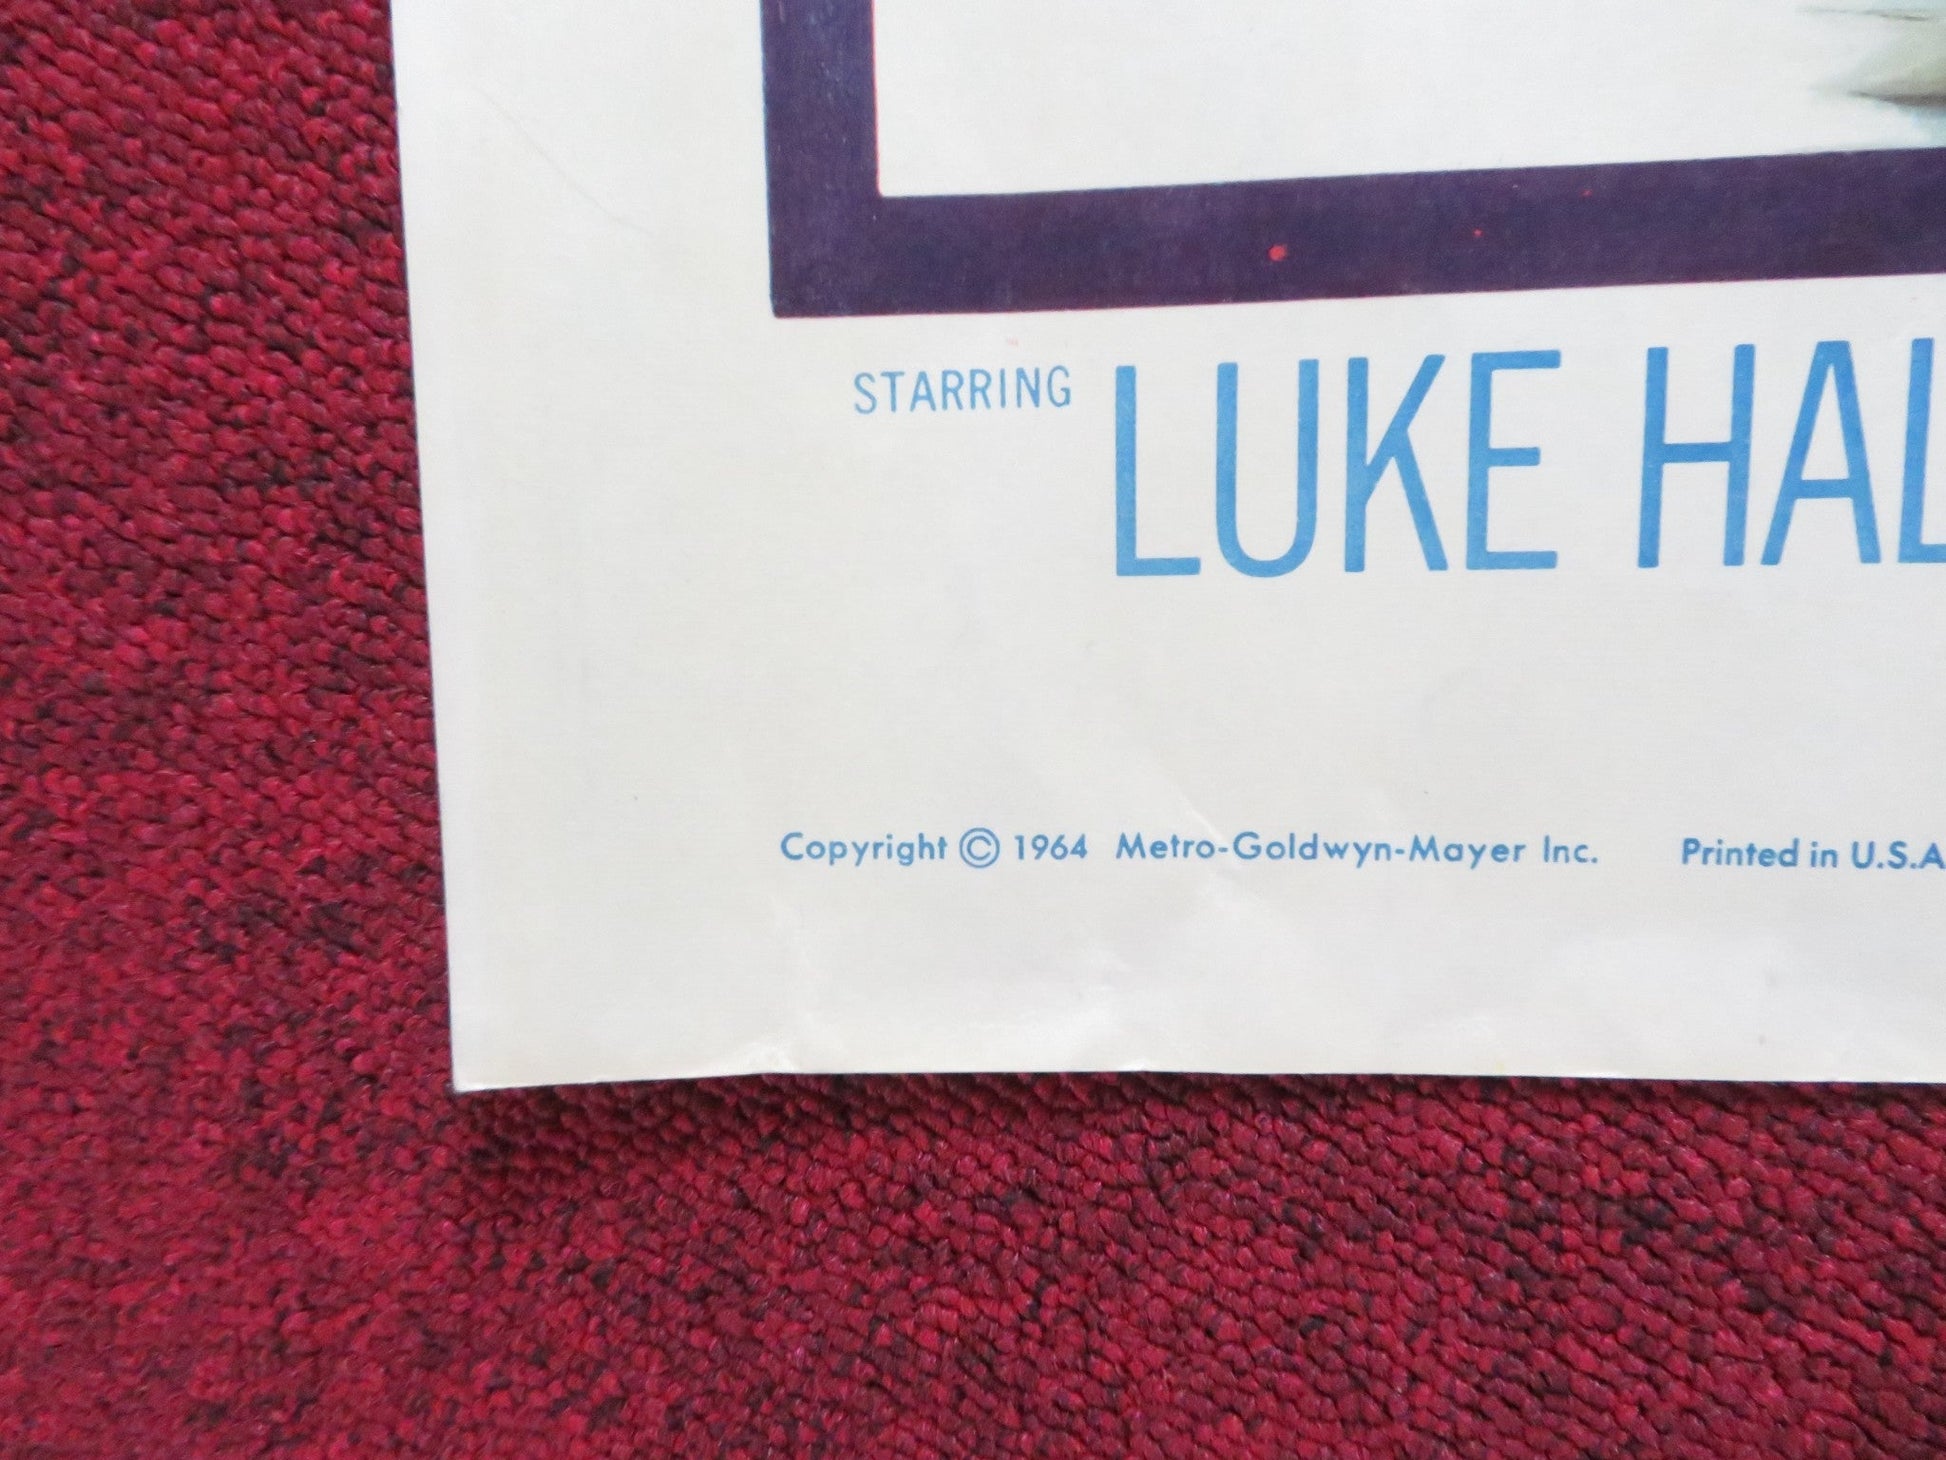 STARRING LUKE HAL
Copyright © 1964 Metro-Goldwyn-Mayer Inc. Printed in U.S.A